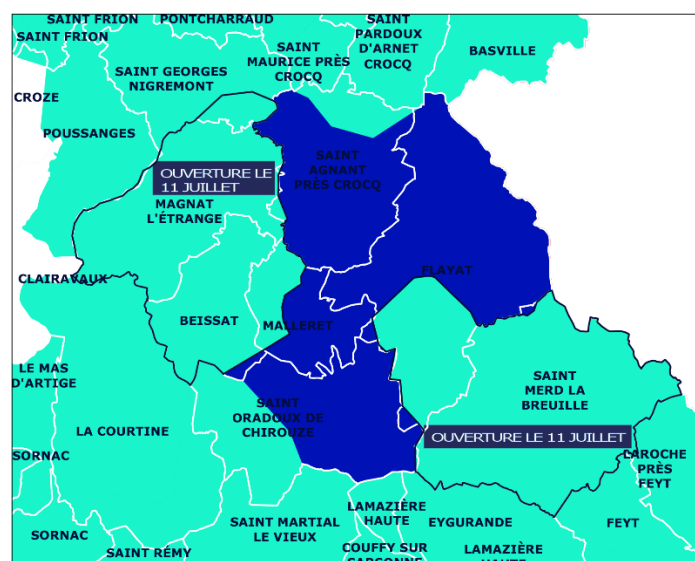 SAINT FRION
PONTCHARRAUD
SAINT
PARDOUX
D'ARNET
CROCQ
SAINT FRION
SAINT
MAURICE PRÈS
CROCQ
BASVILLE
SAINT GEORGES
NIGREMONT
CROZE
POUSSANGES
SAINT
AGNANT
PRÈS CROCQ
OUVERTURE LE
11 JUILLET
MAGNAT
L'ÉTRANGE
CLAIRAVAUX
FLAYAT
BEISSAT
MALLERET
LE MAS
D'ARTIGE
SAINT
MERD LA
BREUILLE
SAINT
ORADOUX DE
CHIROUZE
LA COURTINE
OUVERTURE LE 11 JUILLET
SORNAC
LAROCHE
PRÈS
FEYT
LAMAZIÈRE
HAUTE
SAINT MARTIAL
LE VIEUX
EYGURANDE
FEYT
SORNAC
SAINT RÉMY
COUFFY SUR
SARSONNE
LAMAZIÈRE
HAUTE